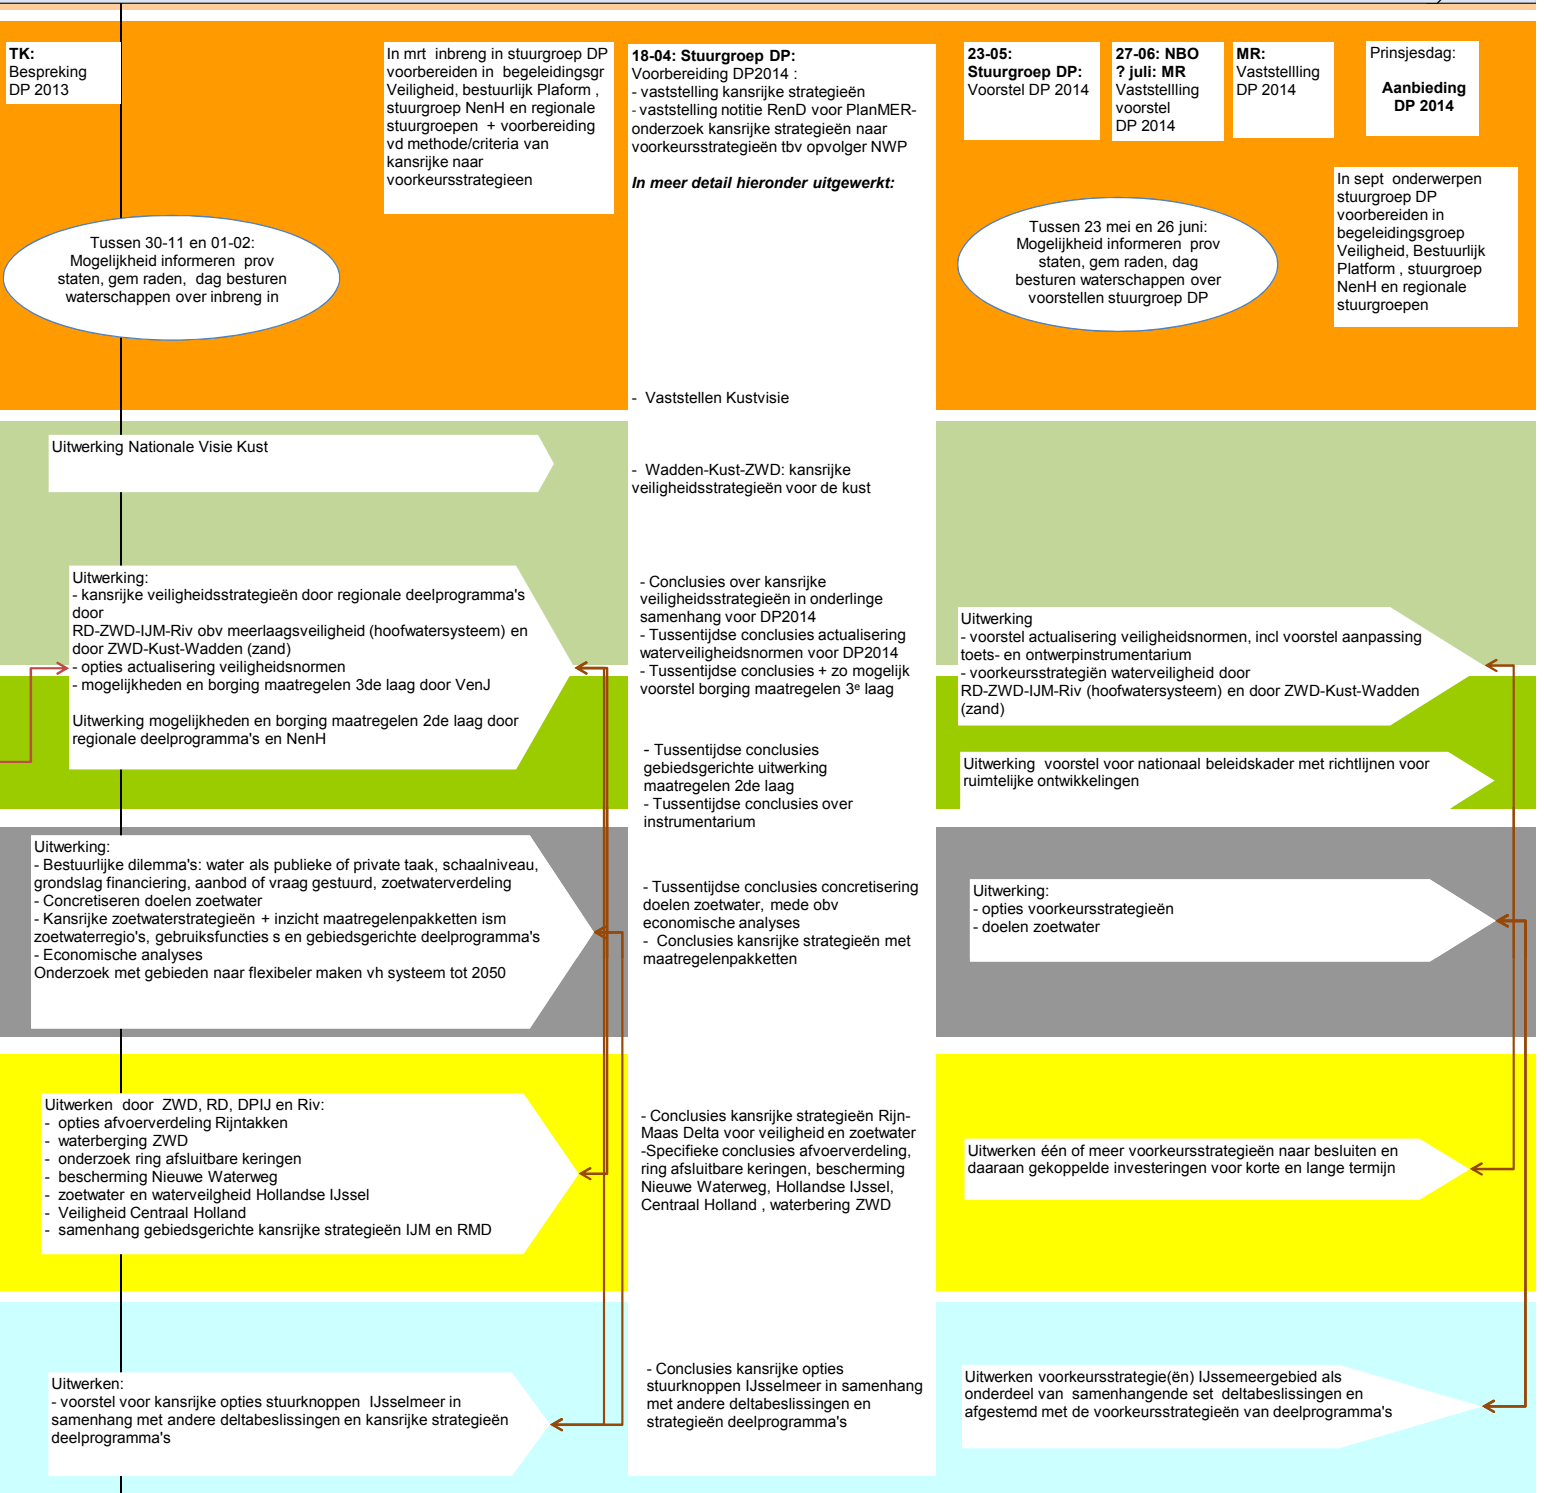 TK:
Bespreking
DP 2013
In mrt inbreng in stuurgroep DP
voorbereiden in begeleidingsgr
Veiligheid, bestuurlijk Plaform ,
stuurgroep NenH en regionale
stuurgroepen + voorbereiding
vd methode/criteria van
kansrijke naar
voorkeursstrategieen
18-04: Stuurgroep DP:
Voorbereiding DP2014 :
- vaststelling kansrijke strategieën
- vaststelling notitie RenD voor PlanMER-
onderzoek kansrijke strategieën naar
voorkeursstrategieën tbv opvolger NWP
In meer detail hieronder uitgewerkt:
23-05:
Stuurgroep DP:
Voorstel DP 2014
27-06: NBO
? juli: MR
Vaststellling
voorstel
DP 2014
MR:
Vaststellling
DP 2014
Prinsjesdag:
Aanbieding
DP 2014
In sept onderwerpen
stuurgroep DP
voorbereiden in
begeleidingsgroep
Veiligheid, Bestuurlijk
Platform , stuurgroep
NenH en regionale
stuurgroepen
Tussen 30-11 en 01-02:
Mogelijkheid informeren prov
staten, gem raden, dag besturen
waterschappen over inbreng in
Tussen 23 mei en 26 juni:
Mogelijkheid informeren prov
staten, gem raden, dag
besturen waterschappen over
voorstellen stuurgroep DP
- Vaststellen Kustvisie
Uitwerking Nationale Visie Kust
- Wadden-Kust-ZWD: kansrijke
veiligheidsstrategieën voor de kust
Uitwerking:
- kansrijke veiligheidsstrategieën door regionale deelprogramma's
door
RD-ZWD-IJM-Riv obv meerlaagsveiligheid (hoofwatersysteem) en
door ZWD-Kust-Wadden (zand)
- opties actualisering veiligheidsnormen
- mogelijkheden en borging maatregelen 3de laag door VenJ
Uitwerking mogelijkheden en borging maatregelen 2de laag door
regionale deelprogramma's en NenH
- Conclusies over kansrijke
veiligheidsstrategieën in onderlinge
samenhang voor DP2014
- Tussentijdse conclusies actualisering
waterveiligheidsnormen voor DP2014
- Tussentijdse conclusies + zo mogelijk
voorstel borging maatregelen 3e laag
- Tussentijdse conclusies
gebiedsgerichte uitwerking
maatregelen 2de laag
- Tussentijdse conclusies over
instrumentarium
Uitwerking
- voorstel actualisering veiligheidsnormen, incl voorstel aanpassing
toets- en ontwerpinstrumentarium
- voorkeursstrategiën waterveiligheid door
RD-ZWD-IJM-Riv (hoofwatersysteem) en door ZWD-Kust-Wadden
(zand)
Uitwerking voorstel voor nationaal beleidskader met richtlijnen voor
ruimtelijke ontwikkelingen
Uitwerking:
- Bestuurlijke dilemma's: water als publieke of private taak, schaalniveau,
grondslag financiering, aanbod of vraag gestuurd, zoetwaterverdeling
- Concretiseren doelen zoetwater
- Kansrijke zoetwaterstrategieën + inzicht maatregelenpakketten ism
zoetwaterregio's, gebruiksfuncties s en gebiedsgerichte deelprogramma's
- Economische analyses
Onderzoek met gebieden naar flexibeler maken vh systeem tot 2050
- Tussentijdse conclusies concretisering
doelen zoetwater, mede obv
economische analyses
- Conclusies kansrijke strategieën met
maatregelenpakketten
Uitwerking:
- opties voorkeursstrategieën
- doelen zoetwater
Uitwerken door ZWD, RD, DPIJ en Riv:
- opties afvoerverdeling Rijntakken
- waterberging ZWD
- onderzoek ring afsluitbare keringen
- bescherming Nieuwe Waterweg
- zoetwater en waterveilgheid Hollandse IJssel
- Veiligheid Centraal Holland
- samenhang gebiedsgerichte kansrijke strategieën IJM en RMD
- Conclusies kansrijke strategieën Rijn-
Maas Delta voor veiligheid en zoetwater
-Specifieke conclusies afvoerverdeling,
ring afsluitbare keringen, bescherming
Nieuwe Waterweg, Hollandse IJssel,
Centraal Holland , waterbering ZWD
Uitwerken één of meer voorkeursstrategieën naar besluiten en
daaraan gekoppelde investeringen voor korte en lange termijn
Uitwerken:
- voorstel voor kansrijke opties stuurknoppen IJsselmeer in
samenhang met andere deltabeslissingen en kansrijke strategieën
deelprogramma's
- Conclusies kansrijke opties
stuurknoppen IJsselmeer in samenhang
met andere deltabeslissingen en
strategieën deelprogramma's
Uitwerken voorkeursstrategie(ën) IJssemeergebied als
onderdeel van samenhangende set deltabeslissingen en
afgestemd met de voorkeursstrategieën van deelprogramma's